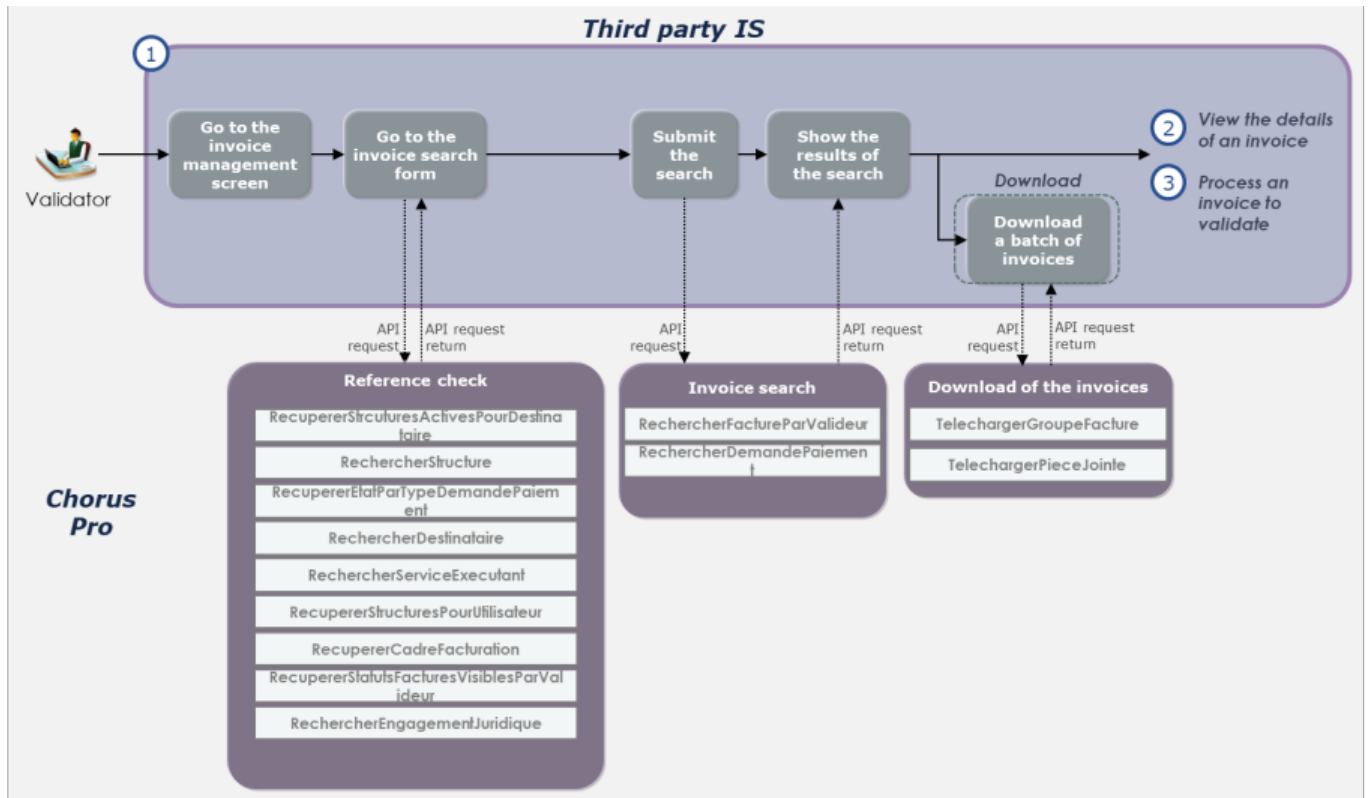 Third party IS
1
Go to the
invoice
management
screen
Go to the
invoice search
form
Submit
the
search
Show the
results of
the search
2
View the details
of an invoice
3
Process an
invoice to
validate
Download
Download
a batch of
invoices
Validator
API
request
API request
return
API
request
API request
return
API
request
API request
return
Reference check
RecupererStrcuturesActivesPourDestina
taire
RechercherStructure
RecupererEtatParTypeDemandePaiem
ent
RechercherDestinataire
RechercherServiceExecutant
RecupererStructuresPourUtilisateur
RecupererCadreFacturation
RecupererStatutsFacturesVisiblesParVal
ideur
RechercherEngagementJuridique
Invoice search
RechercherFactureParValideur
RechercherDemandePaiemen
t
Download of the invoices
TelechargerGroupeFacture
TelechargerPieceJointe
Chorus
Pro